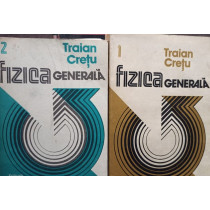 2
Traian
Crețu
fizica
GENERALĂ
1
Traian
Crețu
fizica
GENERALĂ